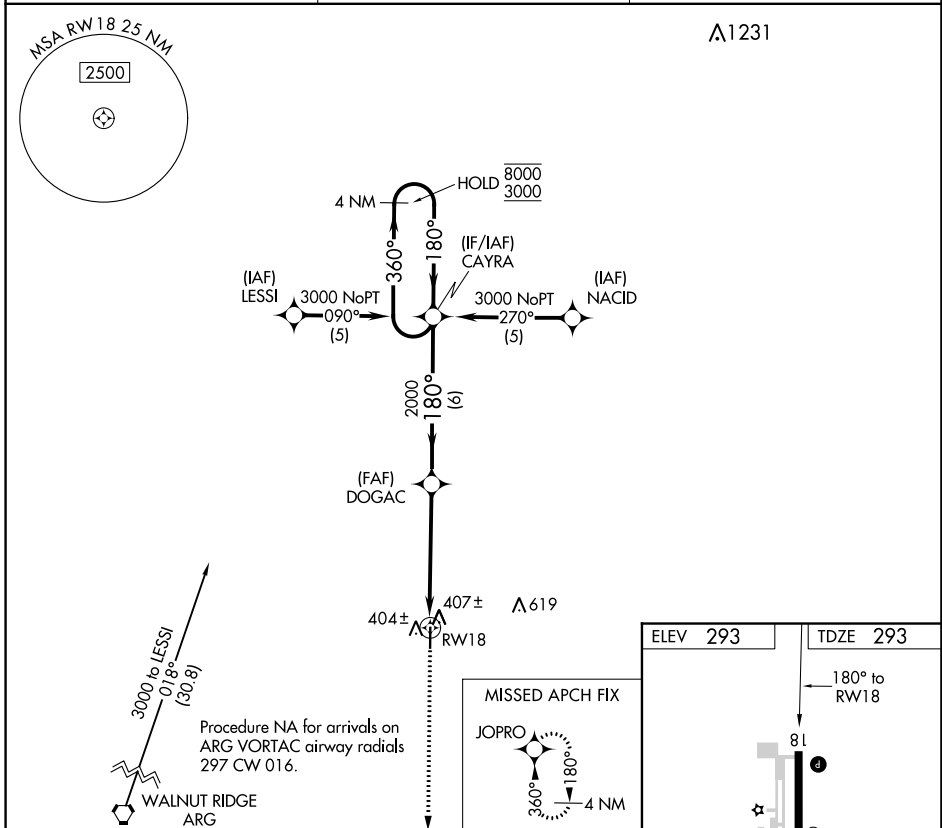 MSA RW18 25 NM
2500
1231
4 NM
HOLD
8000
3000
360°
180°
(IF/IAF)
CAYRA
(IAF)
LESSI
3000 NoPT
090°
(5)
(IAF)
NACID
3000 NoPT
270°
(5)
2000
180°
(6)
(FAF)
DOGAC
404±
407±
619
RW18
3000 to LESSI
018°
(30.8)
Procedure NA for arrivals on
ARG VORTAC airway radials
297 CW 016.
WALNUT RIDGE
ARG
MISSED APCH FIX
JOPRO
360°
180°
4 NM
ELEV 293
TDZE 293
180° to
RW18
18
P